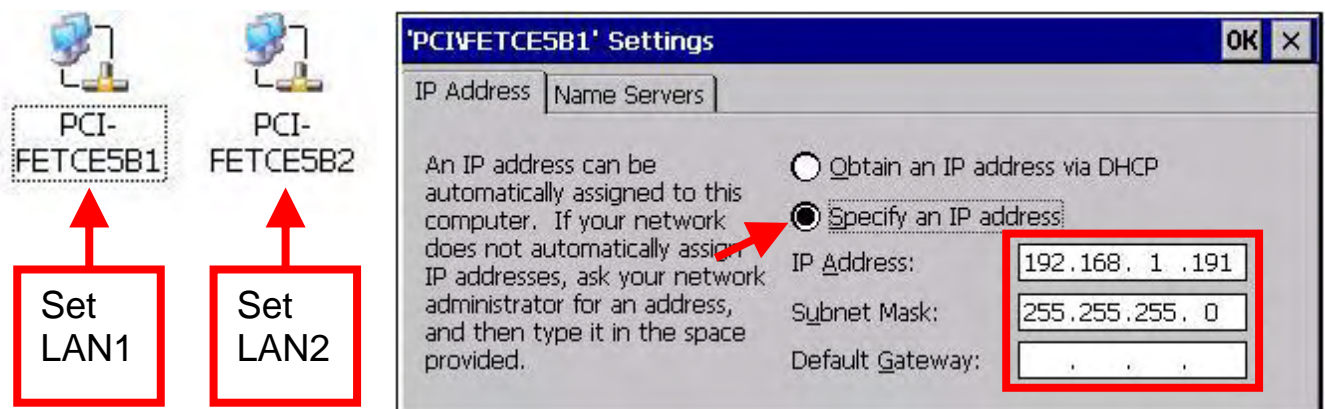 PCI-
FETCE5B1
PCI-
FETCE5B2
Set
LAN1
Set
LAN2
'PCI\FETCE5B1' Settings
OK ×
IP Address
Name Servers
An IP address can be
automatically assigned to this
computer. If your network
does not automatically assign
IP addresses, ask your network
administrator for an address,
and then type it in the space
provided.
Obtain an IP address via DHCP
Specify an IP address
IP Address: 192.168. 1 .191
Subnet Mask: 255.255.255. 0
Default Gateway: . . .